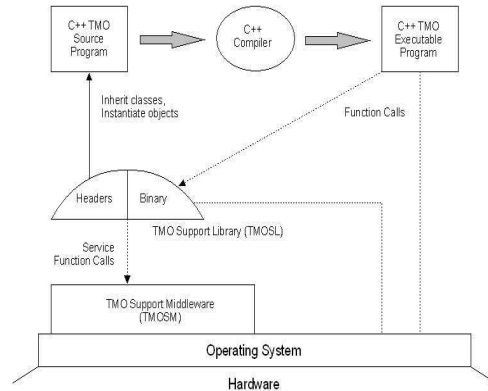 C++ TMO
Source
Program
C++
Compiler
C++ TMO
Executable
Program
Inherit classes,
Instantiate objects
Function Calls
Headers
Binary
TMO Support Library (TMOSL)
Service
Function Calls
TMO Support Middleware
(TMOSM)
Operating System
Hardware